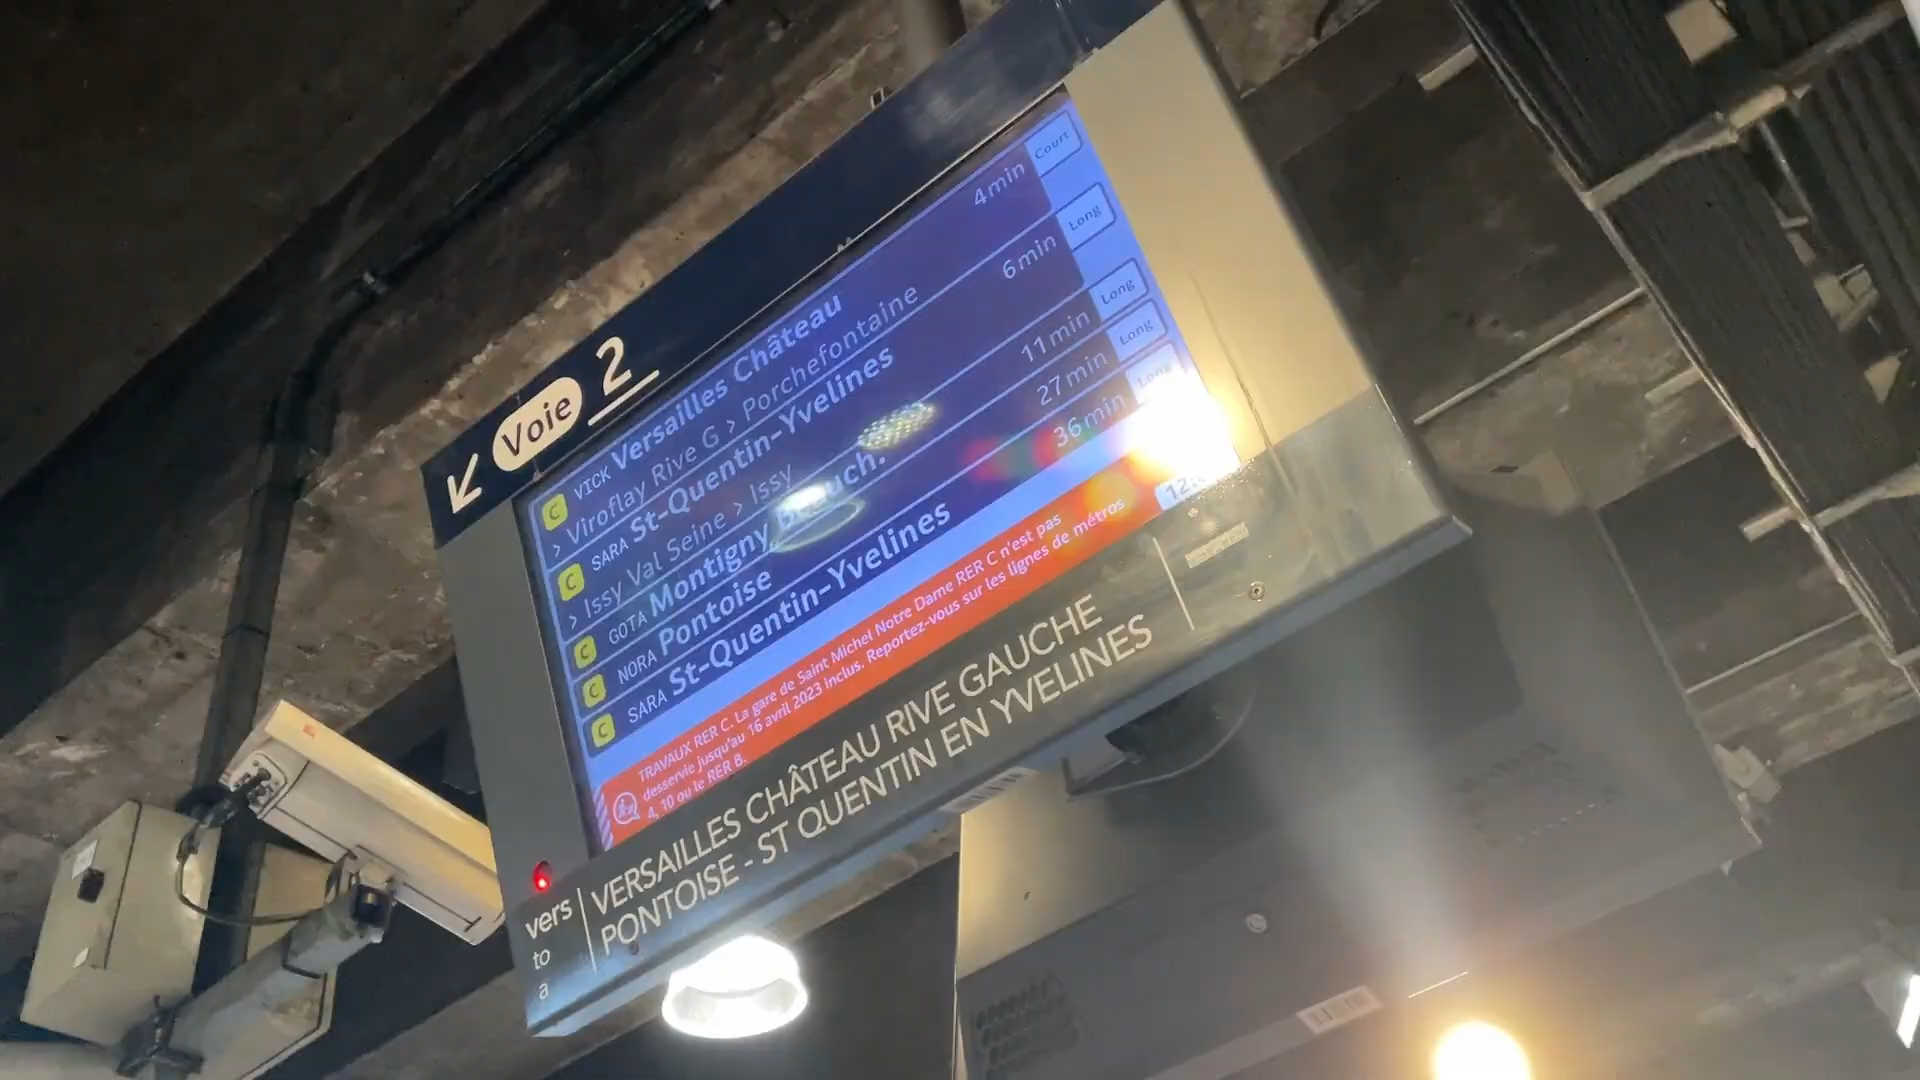 Voie 2
C VICK Versailles Château 4 min Court
> Viroflay Rive G > Porchefontaine
C SARA St-Quentin-Yvelines 6 min Long
> Issy Val Seine > Issy
C GOTA Montigny Beauch. 11 min Long
C NORA Pontoise 27 min Long
C SARA St-Quentin-Yvelines 36 min Long
TRAVAUX RER C. La gare de Saint Michel Notre Dame RER C n'est pas
desservie jusqu'au 16 avril 2023 inclus. Reportez-vous sur les lignes de métros
4, 10 ou le RER B.
12:
vers
to
a
VERSAILLES CHÂTEAU RIVE GAUCHE
PONTOISE - ST QUENTIN EN YVELINES